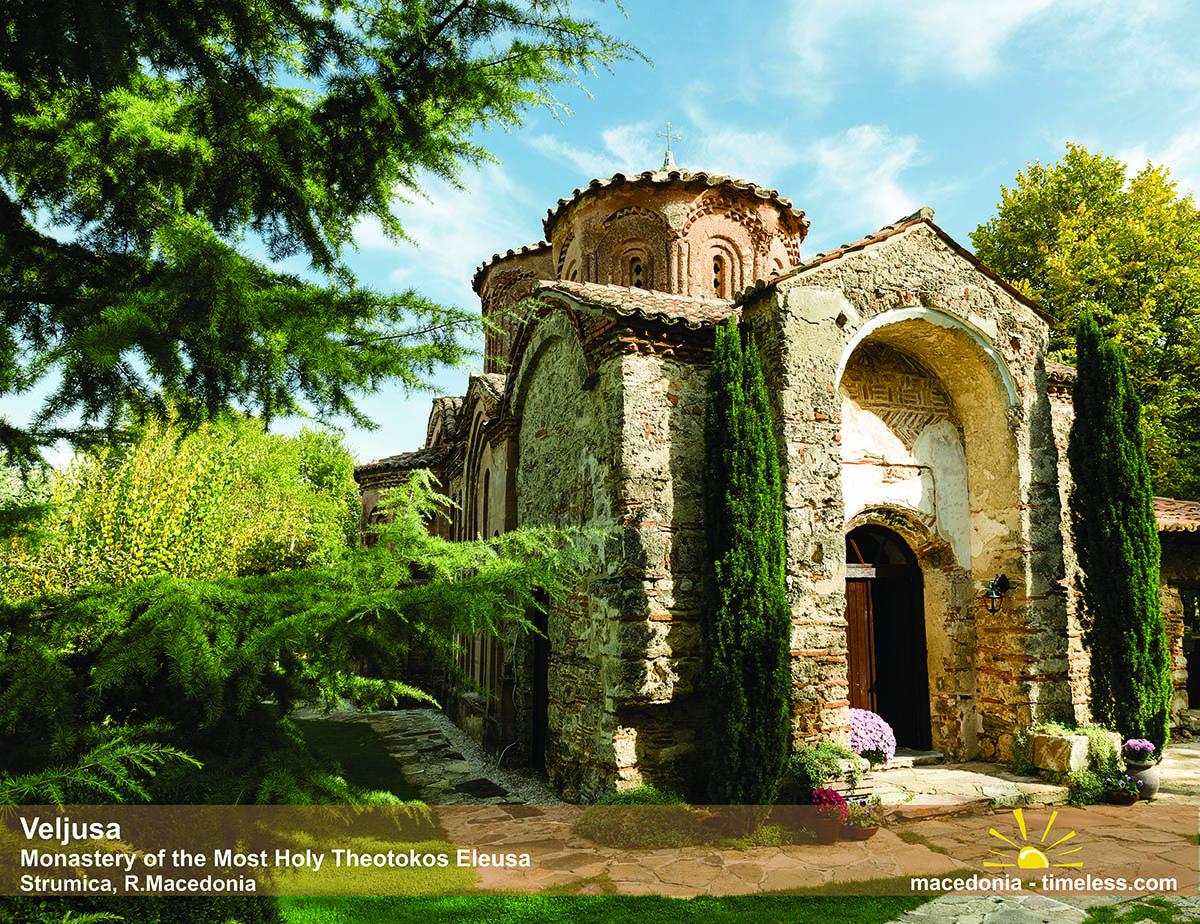 Veljusa
Monastery of the Most Holy Theotokos Eleusa
Strumica, R.Macedonia
macedonia - timeless.com